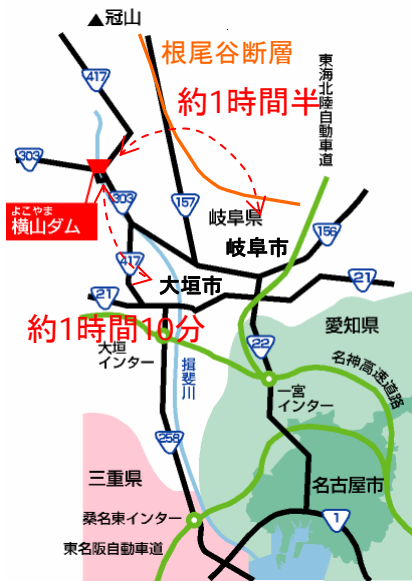 ▲冠山
根尾谷断層
東海北陸自動車道
417
約1時間半
303
よこやま
横山ダム
303
157
岐阜県
岐阜市
156
417
大垣市
21
21
約1時間10分
愛知県
大垣
インター
揖斐川
22
名神高速道路
一宮
インター
258
三重県
名古屋市
桑名東インター
1
東名阪自動車道